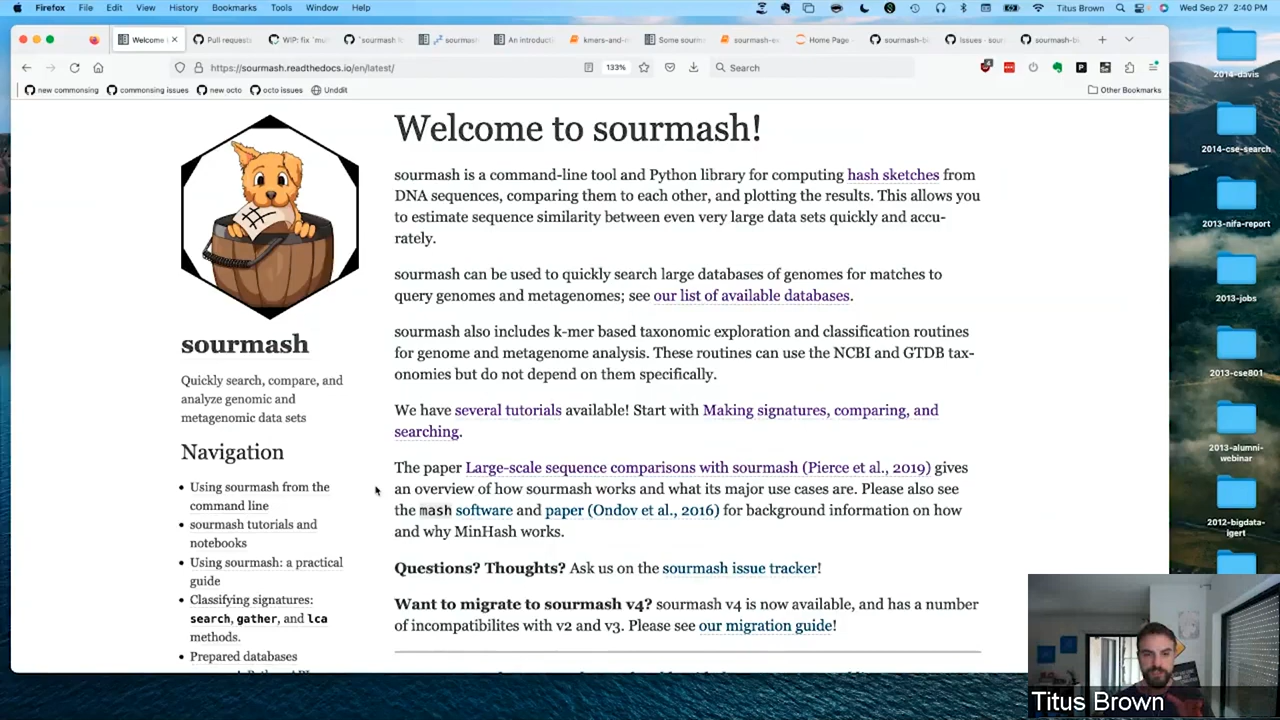 Firefox File Edit View History Bookmarks Tools Window Help Titus Brown Wed Sep 27 2:40 PM
Welcome Pull requests WIP: fix `mu `sourmash lo sourmash An introducti kmers-and-m Some sourm sourmash-ex Home Page sourmash-bi Issues · sour sourmash-bi
https://sourmash.readthedocs.io/en/latest/ 133% Search
new commonsing commonsing issues new octo octo issues Unddit Other Bookmarks
sourmash
Quickly search, compare, and
analyze genomic and
metagenomic data sets
Navigation
Using sourmash from the
command line
sourmash tutorials and
notebooks
Using sourmash: a practical
guide
Classifying signatures:
search, gather, and lca
methods.
Prepared databases
Welcome to sourmash!
sourmash is a command-line tool and Python library for computing hash sketches from
DNA sequences, comparing them to each other, and plotting the results. This allows you
to estimate sequence similarity between even very large data sets quickly and accu-
rately.
sourmash can be used to quickly search large databases of genomes for matches to
query genomes and metagenomes; see our list of available databases.
sourmash also includes k-mer based taxonomic exploration and classification routines
for genome and metagenome analysis. These routines can use the NCBI and GTDB tax-
onomies but do not depend on them specifically.
We have several tutorials available! Start with Making signatures, comparing, and
searching.
The paper Large-scale sequence comparisons with sourmash (Pierce et al., 2019) gives
an overview of how sourmash works and what its major use cases are. Please also see
the mash software and paper (Ondov et al., 2016) for background information on how
and why MinHash works.
Questions? Thoughts? Ask us on the sourmash issue tracker!
Want to migrate to sourmash v4? sourmash v4 is now available, and has a number
of incompatibilites with v2 and v3. Please see our migration guide!
2014-davis
2014-cse-search
2013-nifa-report
2013-jobs
2013-cse801
2013-alumni-
webinar
2012-bigdata-
igert
Titus Brown